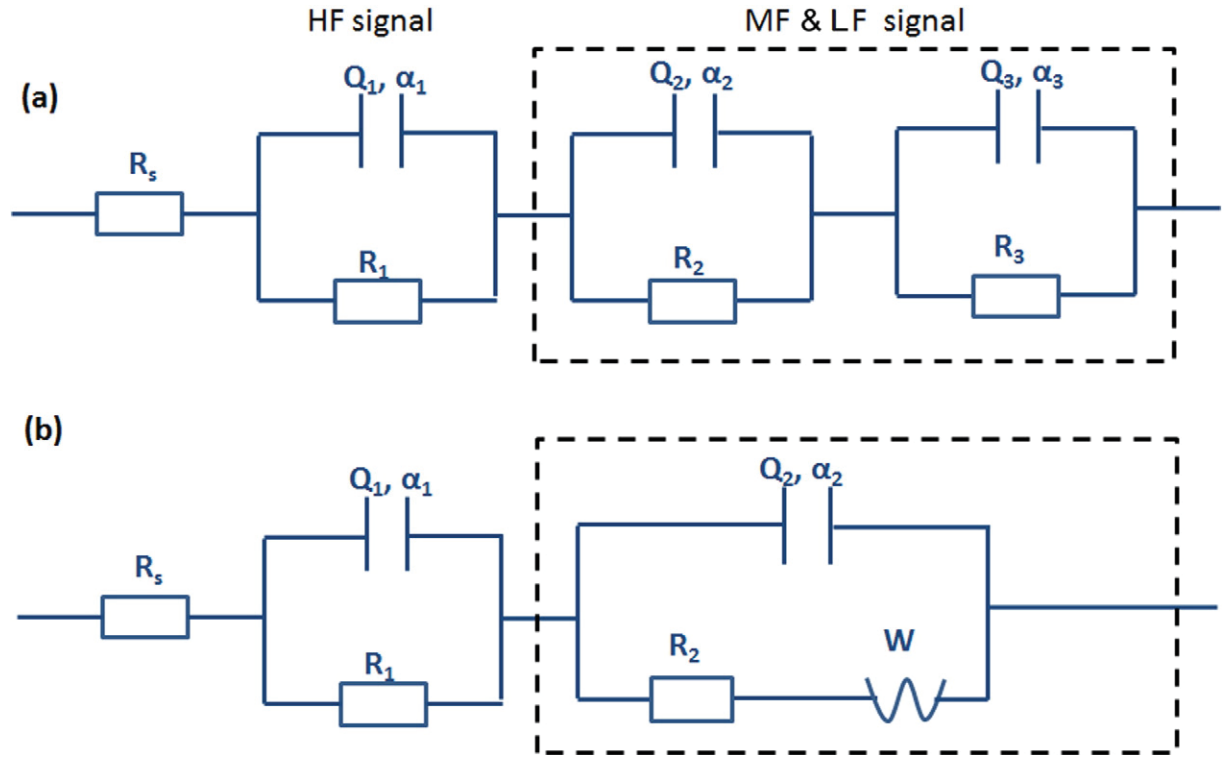 HF signal
MF & LF signal
(a)
Rs
Q1, α1
R1
Q2, α2
R2
Q3, α3
R3
(b)
Rs
Q1, α1
R1
Q2, α2
R2
W